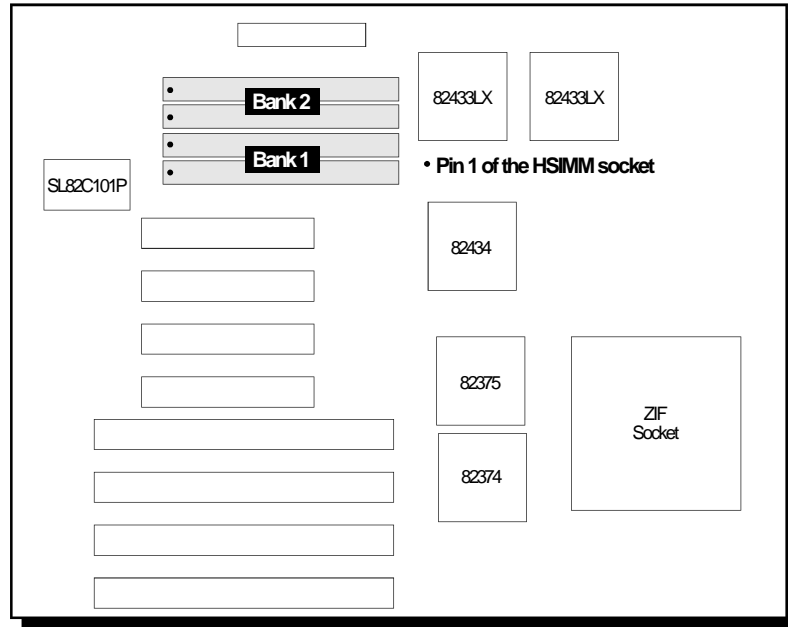 Bank 2
82433LX
82433LX
Bank 1
• Pin 1 of the HSIMM socket
SL82C101P
82434
82375
ZIF
Socket
82374